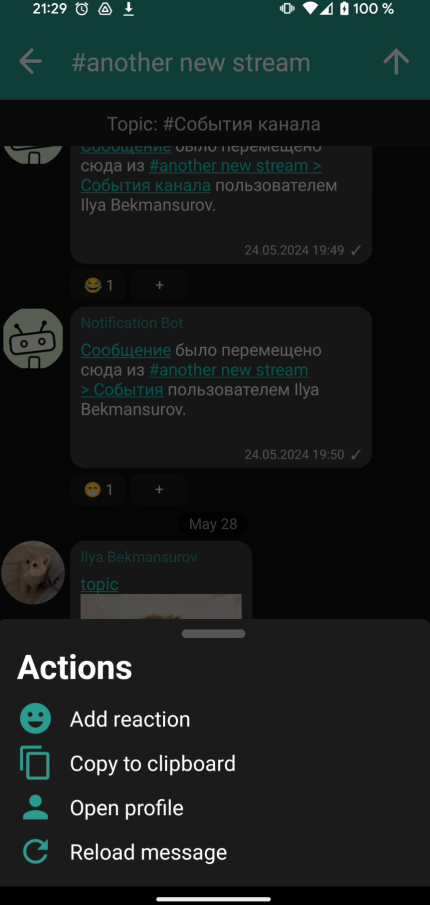 21:29 100 %
#another new stream
Topic: #События канала
Сообщение было перемещено
сюда из #another new stream >
События канала пользователем
Ilya Bekmansurov.
24.05.2024 19:49 ✓
😂 1 +
Notification Bot
Сообщение было перемещено
сюда из #another new stream
> События пользователем Ilya
Bekmansurov.
24.05.2024 19:50 ✓
😁 1 +
May 28
Ilya Bekmansurov
topic
Actions
Add reaction
Copy to clipboard
Open profile
Reload message